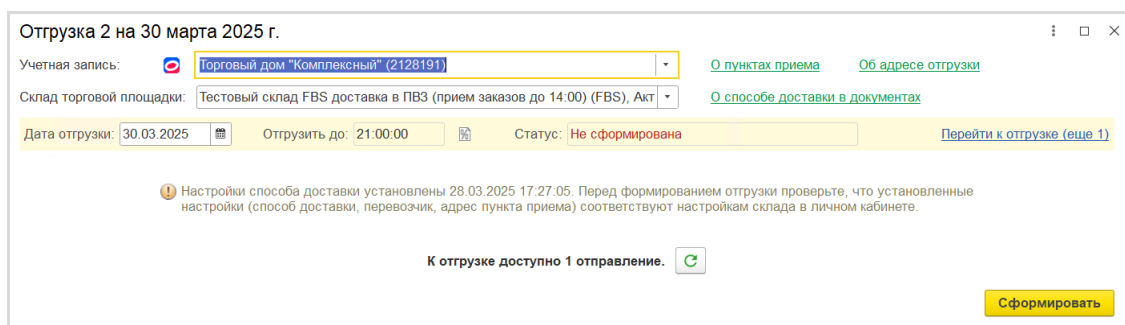 Отгрузка 2 на 30 марта 2025 г.
Учетная запись: Торговый дом "Комплексный" (2128191) О пунктах приема Об адресе отгрузки
Склад торговой площадки: Тестовый склад FBS доставка в ПВЗ (прием заказов до 14:00) (FBS), Акт О способе доставки в документах
Дата отгрузки: 30.03.2025 Отгрузить до: 21:00:00 Статус: Не сформирована Перейти к отгрузке (еще 1)
Настройки способа доставки установлены 28.03.2025 17:27:05. Перед формированием отгрузки проверьте, что установленные
настройки (способ доставки, перевозчик, адрес пункта приема) соответствуют настройкам склада в личном кабинете.
К отгрузке доступно 1 отправление.
Сформировать